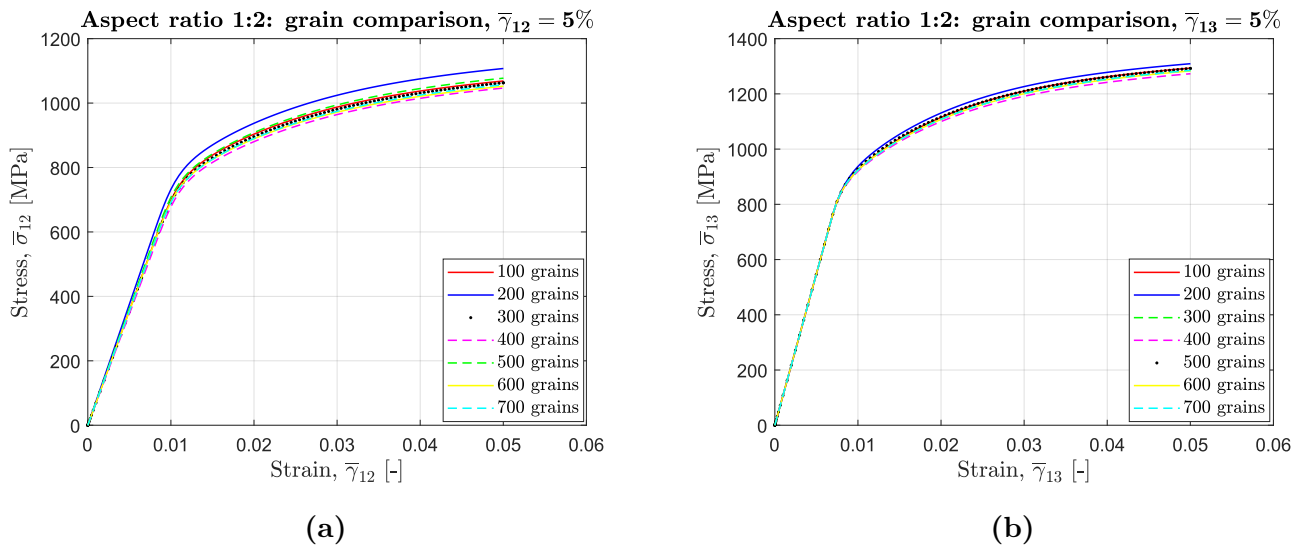 Aspect ratio 1:2: grain comparison, γ̅₁₂ = 5%
1200
1000
800
600
400
200
0
Stress, σ̅₁₂ [MPa]
100 grains
200 grains
300 grains
400 grains
500 grains
600 grains
700 grains
0 0.01 0.02 0.03 0.04 0.05 0.06
Strain, γ̅₁₂ [-]
(a)
Aspect ratio 1:2: grain comparison, γ̅₁₃ = 5%
1400
1200
1000
800
600
400
200
0
Stress, σ̅₁₃ [MPa]
100 grains
200 grains
300 grains
400 grains
500 grains
600 grains
700 grains
0 0.01 0.02 0.03 0.04 0.05 0.06
Strain, γ̅₁₃ [-]
(b)